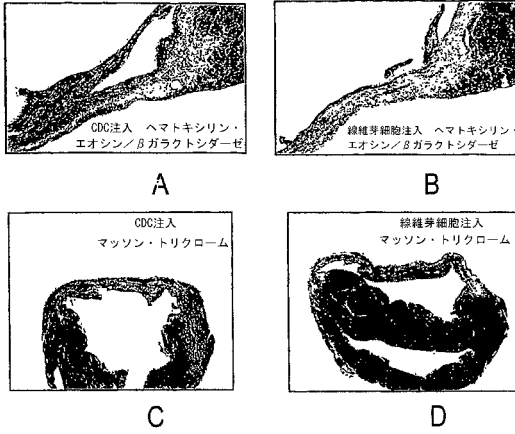 CDC注入 ヘマトキシリン・
エオシン／βガラクトシダーゼ
A
線維芽細胞注入 ヘマトキシリン・
エオシン／βガラクトシダーゼ
B
CDC注入
マッソン・トリクローム
C
線維芽細胞注入
マッソン・トリクローム
D